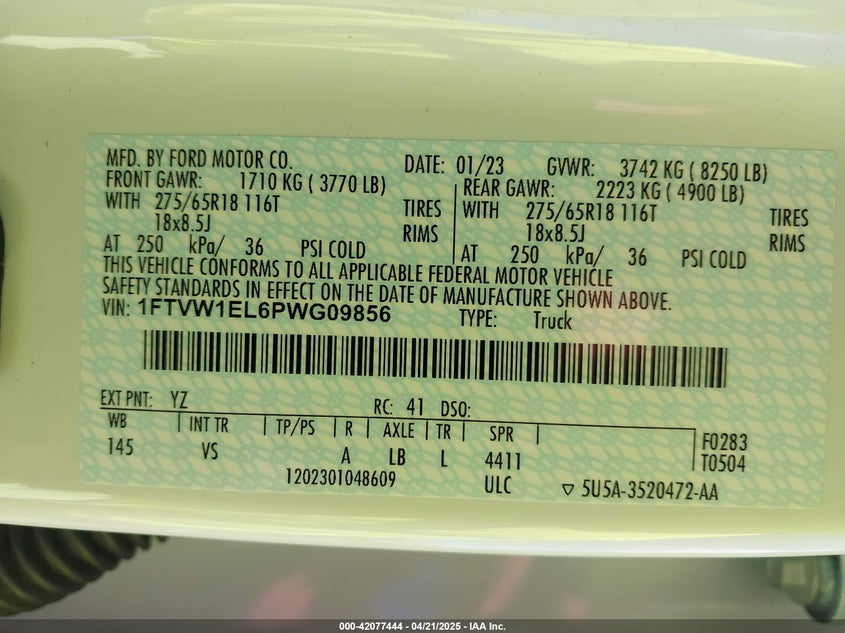 MFD. BY FORD MOTOR CO. DATE: 01/23 GVWR: 3742 KG ( 8250 LB)
FRONT GAWR: 1710 KG ( 3770 LB) REAR GAWR: 2223 KG ( 4900 LB)
WITH 275/65R18 116T TIRES WITH 275/65R18 116T TIRES
18x8.5J RIMS 18x8.5J RIMS
AT 250 kPa/ 36 PSI COLD AT 250 kPa/ 36 PSI COLD
THIS VEHICLE CONFORMS TO ALL APPLICABLE FEDERAL MOTOR VEHICLE
SAFETY STANDARDS IN EFFECT ON THE DATE OF MANUFACTURE SHOWN ABOVE.
VIN: 1FTVW1EL6PWG09856 TYPE: Truck
EXT PNT: YZ RC: 41 DSO:
WB INT TR TP/PS R AXLE TR SPR F0283
145 VS A LB L 4411 T0504
1202301048609 ULC ▽ 5U5A-3520472-AA
000-42077444 - 04/21/2025 - IAA Inc.